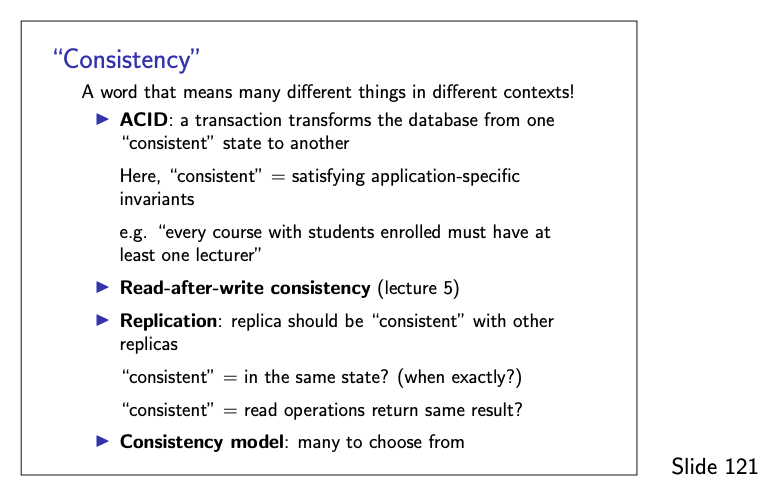 “Consistency”
A word that means many different things in different contexts!
▶ ACID: a transaction transforms the database from one
“consistent” state to another
Here, “consistent” = satisfying application-specific
invariants
e.g. “every course with students enrolled must have at
least one lecturer”
▶ Read-after-write consistency (lecture 5)
▶ Replication: replica should be “consistent” with other
replicas
“consistent” = in the same state? (when exactly?)
“consistent” = read operations return same result?
▶ Consistency model: many to choose from
Slide 121